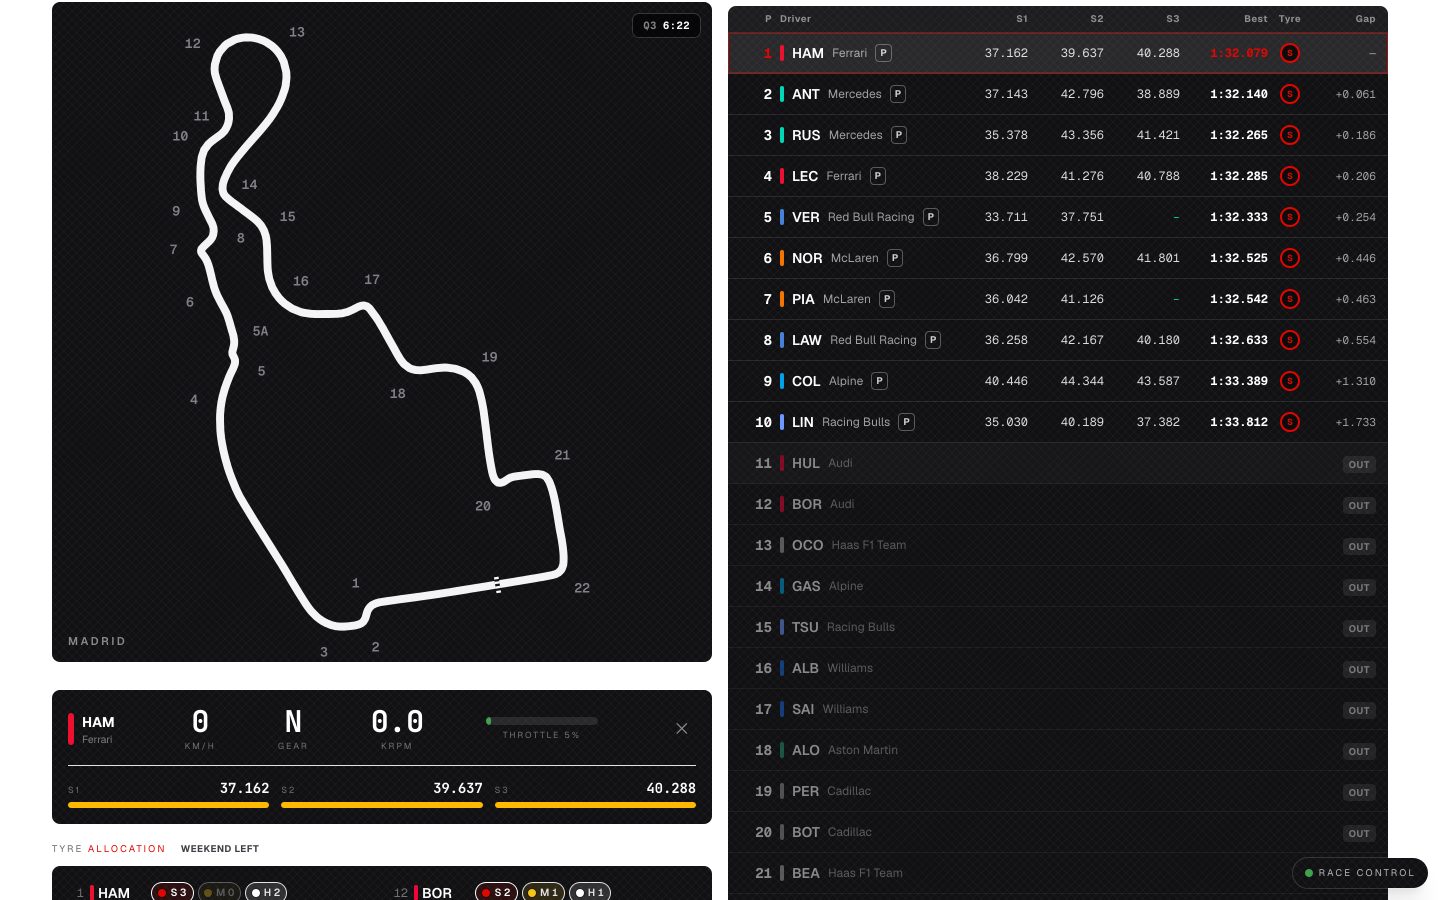 Q3 6:22
13
12
11
10
14
9
15
8
7
16
17
6
5A
19
5
18
4
21
20
1
22
MADRID
2
3
HAM
Ferrari
0
KM/H
N
GEAR
0.0
KRPM
THROTTLE 5%
S1 37.162
S2 39.637
S3 40.288
TYRE ALLOCATION WEEKEND LEFT
1 HAM S3 M0 H2
12 BOR S2 M1 H1
P Driver S1 S2 S3 Best Tyre Gap
1 HAM Ferrari P 37.162 39.637 40.288 1:32.079 S –
2 ANT Mercedes P 37.143 42.796 38.889 1:32.140 S +0.061
3 RUS Mercedes P 35.378 43.356 41.421 1:32.265 S +0.186
4 LEC Ferrari P 38.229 41.276 40.788 1:32.285 S +0.206
5 VER Red Bull Racing P 33.711 37.751 – 1:32.333 S +0.254
6 NOR McLaren P 36.799 42.570 41.801 1:32.525 S +0.446
7 PIA McLaren P 36.042 41.126 – 1:32.542 S +0.463
8 LAW Red Bull Racing P 36.258 42.167 40.180 1:32.633 S +0.554
9 COL Alpine P 40.446 44.344 43.587 1:33.389 S +1.310
10 LIN Racing Bulls P 35.030 40.189 37.382 1:33.812 S +1.733
11 HUL Audi OUT
12 BOR Audi OUT
13 OCO Haas F1 Team OUT
14 GAS Alpine OUT
15 TSU Racing Bulls OUT
16 ALB Williams OUT
17 SAI Williams OUT
18 ALO Aston Martin OUT
19 PER Cadillac OUT
20 BOT Cadillac OUT
21 BEA Haas F1 Team
RACE CONTROL